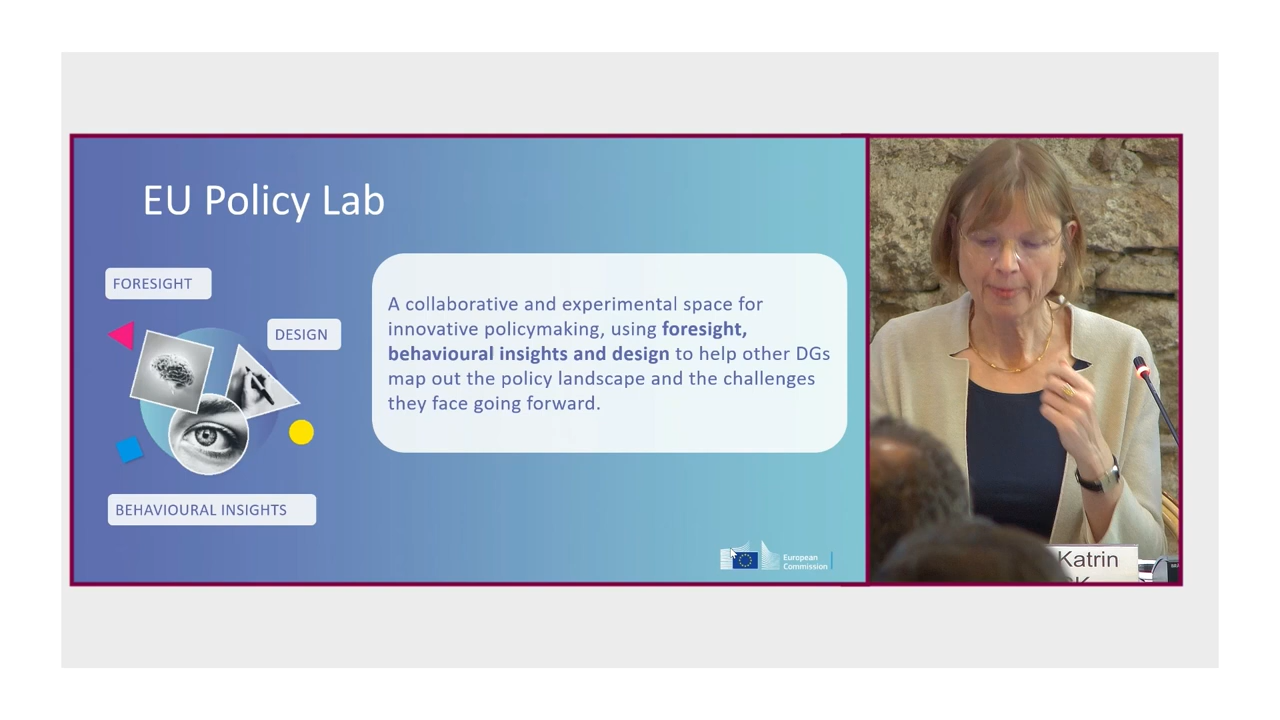 EU Policy Lab
FORESIGHT
DESIGN
BEHAVIOURAL INSIGHTS
A collaborative and experimental space for
innovative policymaking, using foresight,
behavioural insights and design to help other DGs
map out the policy landscape and the challenges
they face going forward.
European
Commission
Katrin